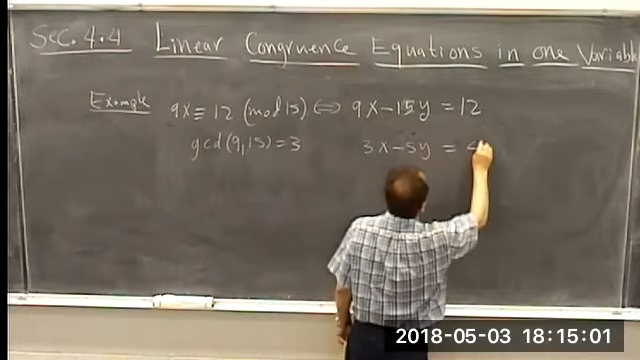 Sec. 4.4 Linear Congruence Equations in one Variable
Example 9x ≡ 12 (mod 15) ⇔ 9x - 15y = 12
gcd(9,15) = 3 3x - 5y = 4
2018-05-03 18:15:01